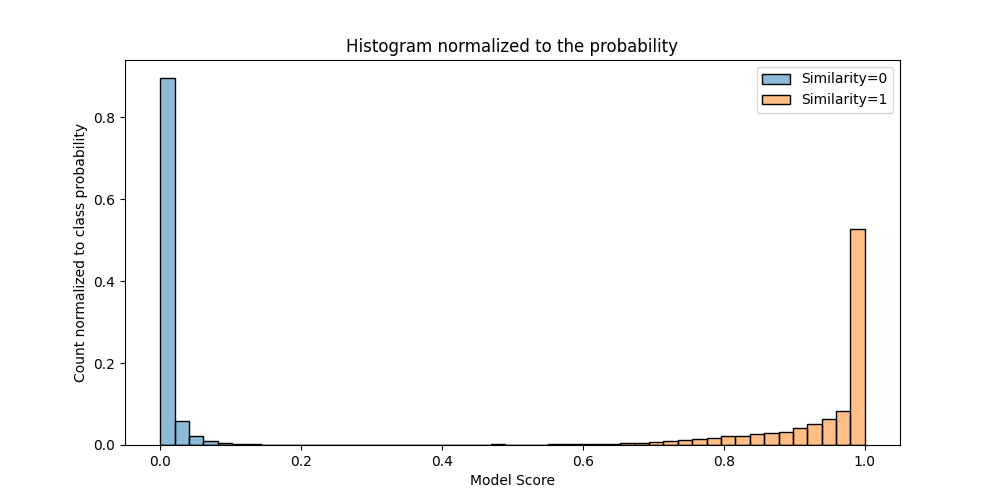 Histogram normalized to the probability
Similarity=0
Similarity=1
Count normalized to class probability
0.8
0.6
0.4
0.2
0.0
0.0 0.2 0.4 0.6 0.8 1.0
Model Score